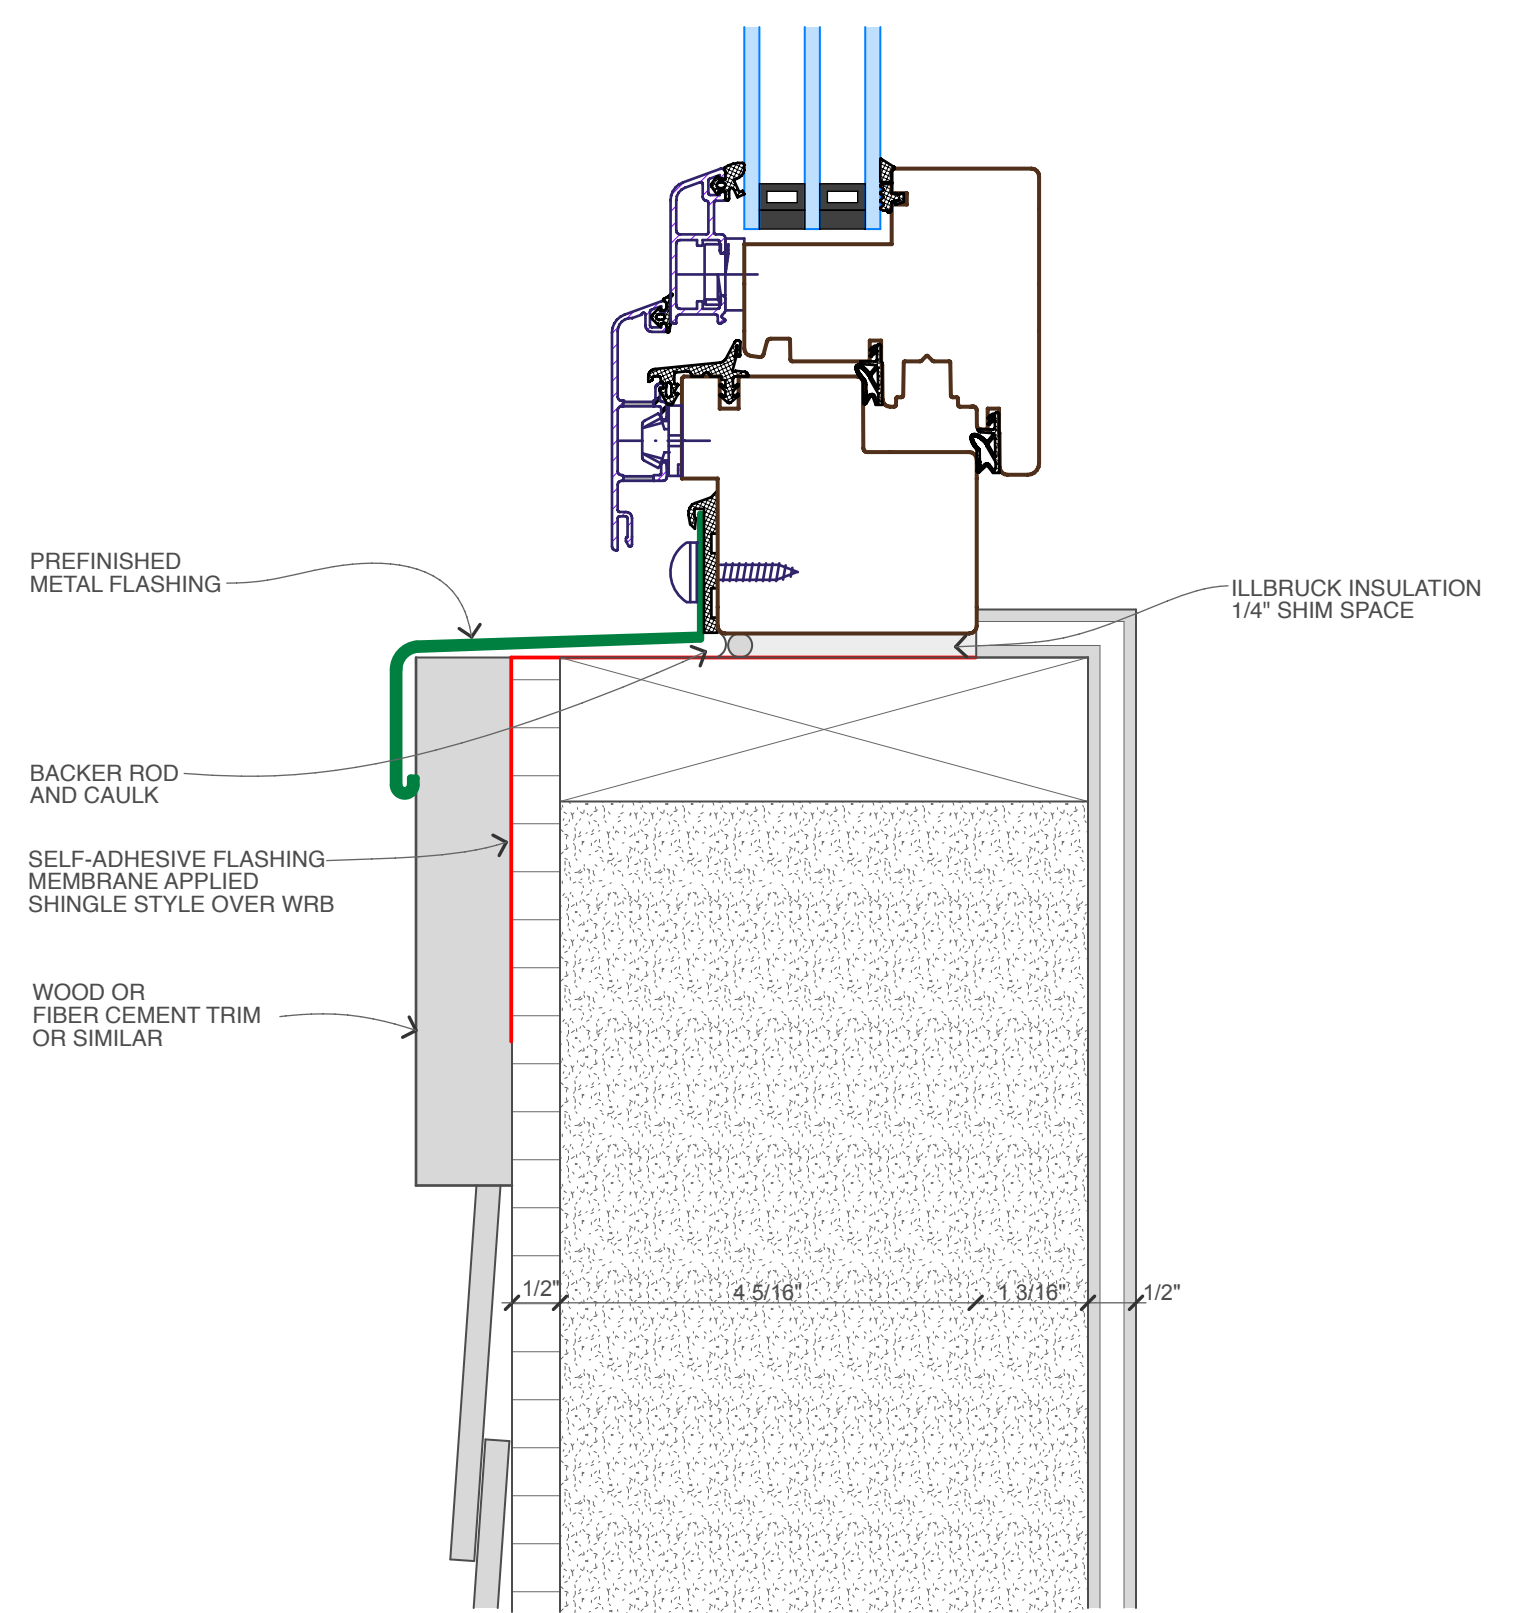 PREFINISHED
METAL FLASHING
ILLBRUCK INSULATION
1/4" SHIM SPACE
BACKER ROD
AND CAULK
SELF-ADHESIVE FLASHING
MEMBRANE APPLIED
SHINGLE STYLE OVER WRB
WOOD OR
FIBER CEMENT TRIM
OR SIMILAR
1/2" 4 5/16" 1 3/16" 1/2"